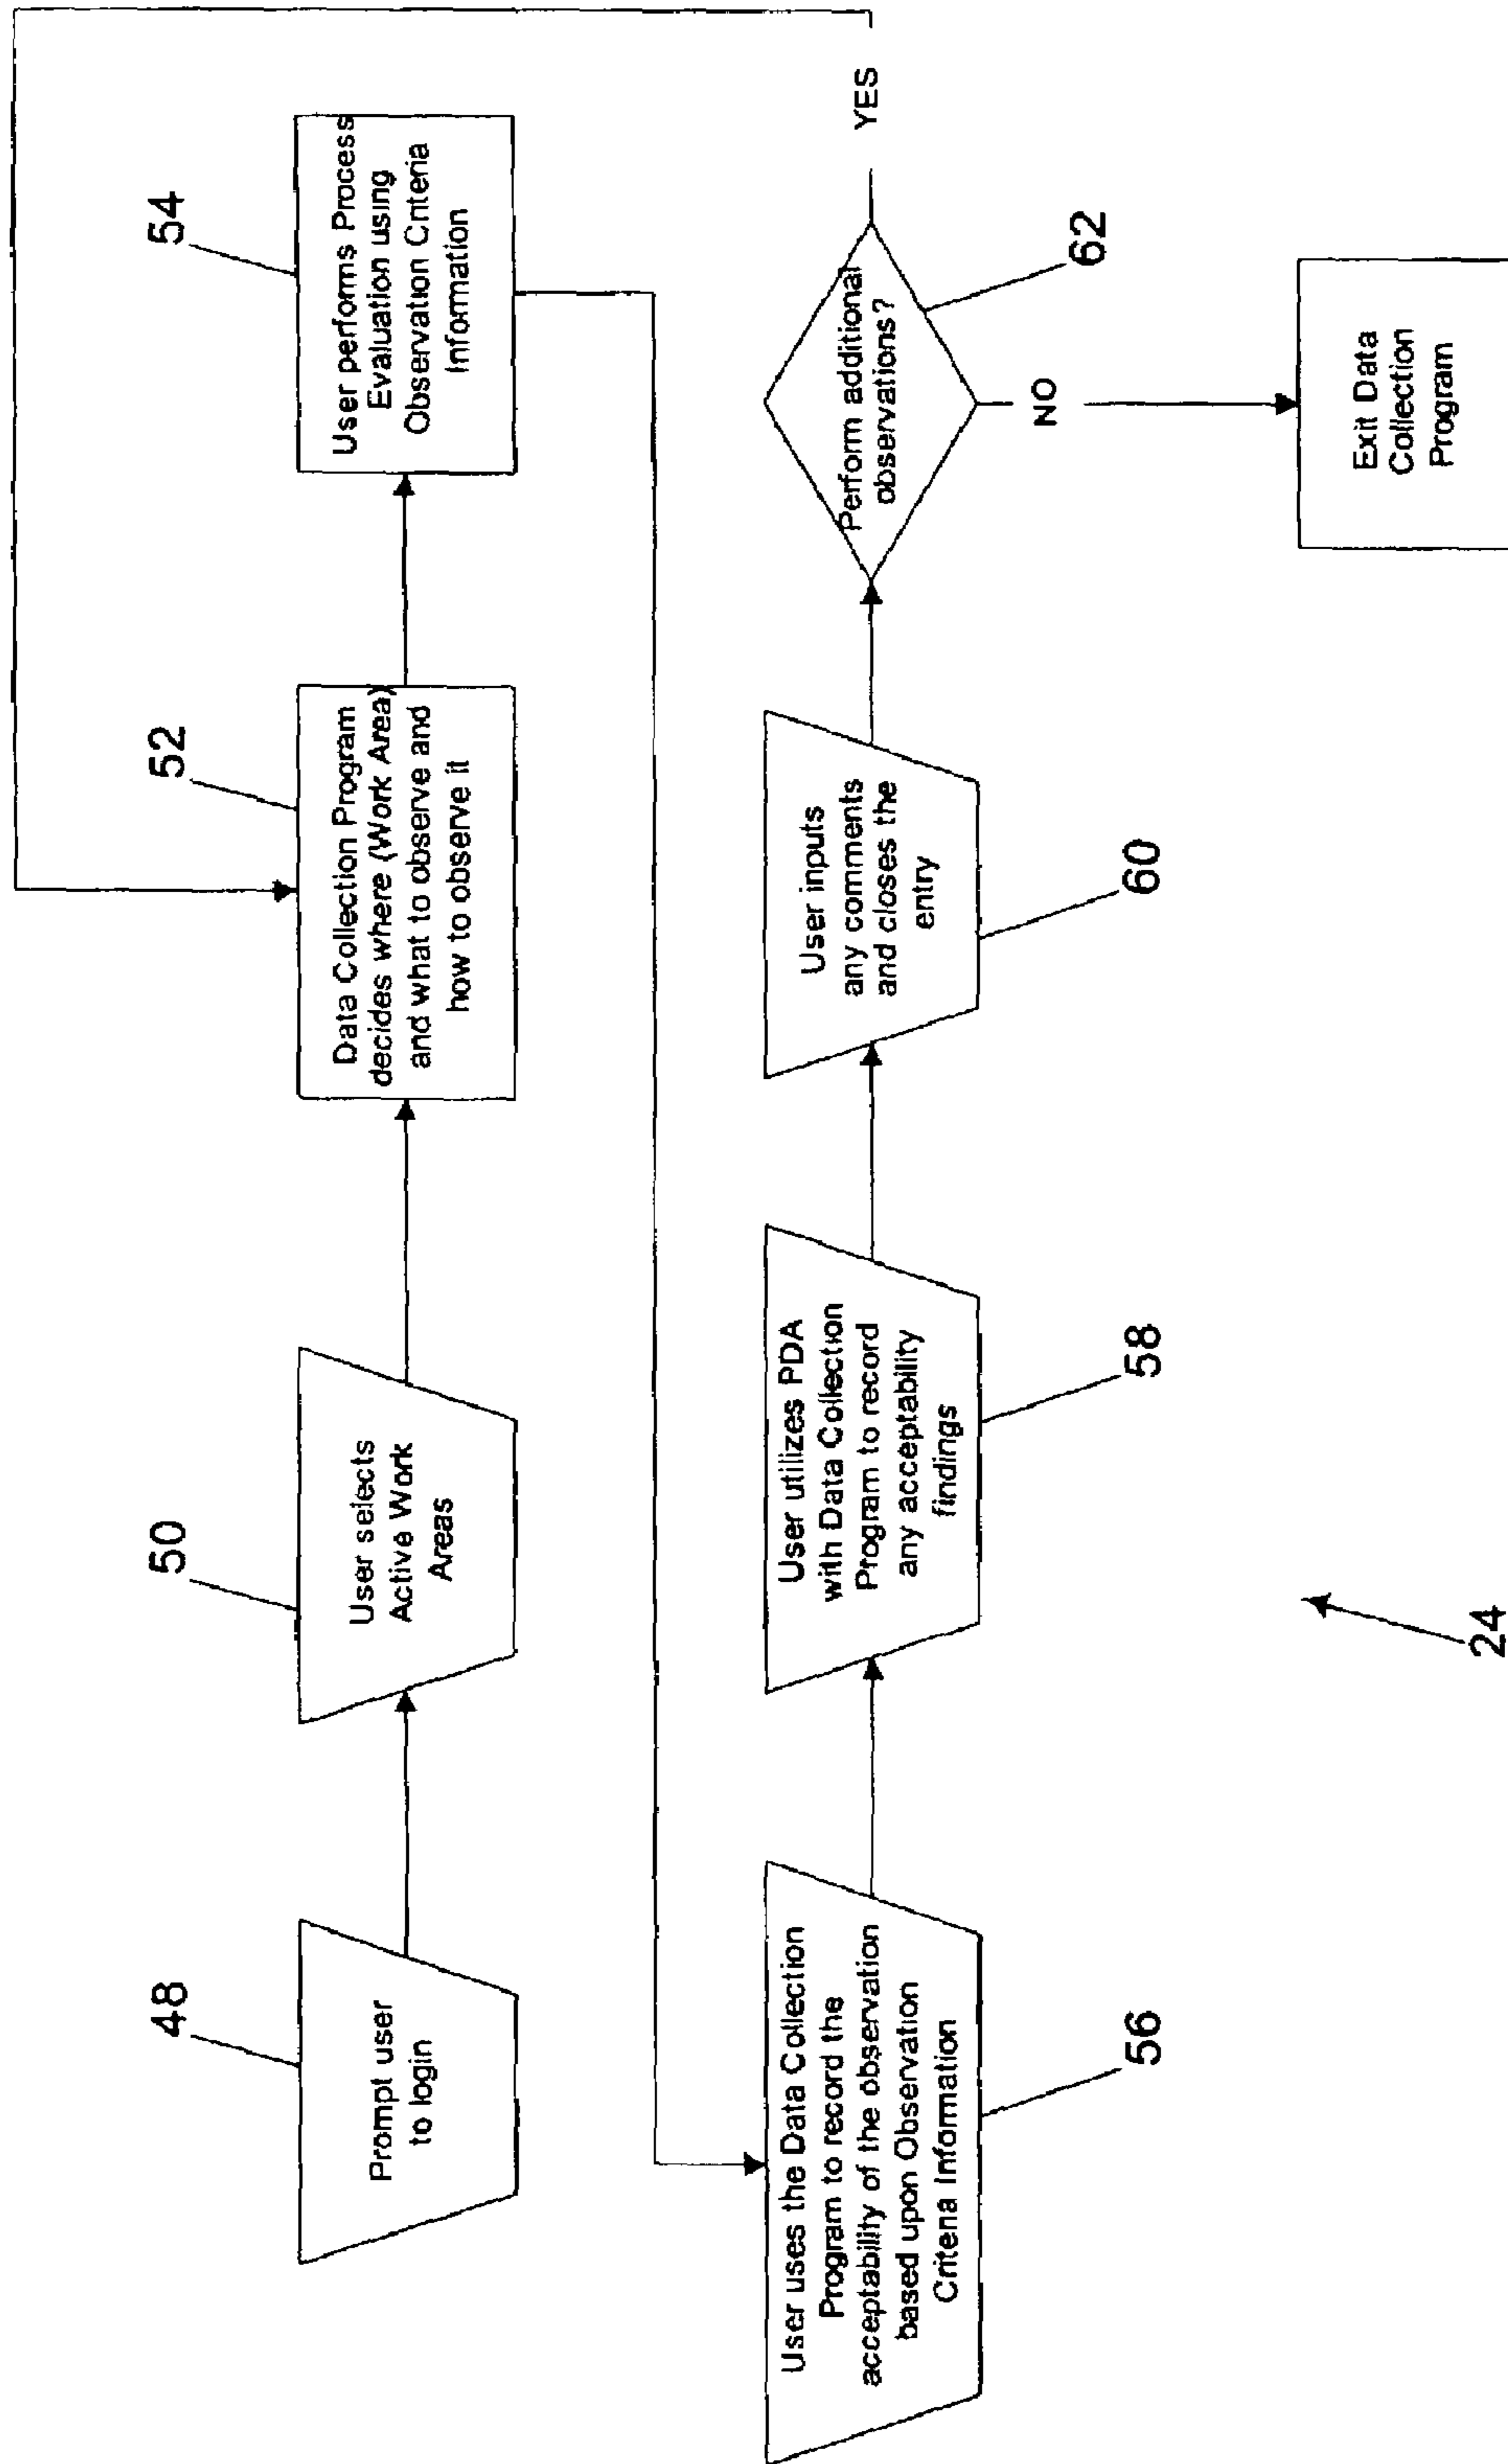 48
Prompt user
to login
50
User selects
Active Work
Areas
52
Data Collection Program
decides where (Work Area)
and what to observe and
how to observe it
54
User performs Process
Evaluation using
Observation Criteria
Information
User uses the Data Collection
Program to record the
acceptability of the observation
based upon Observation
Criteria Information
56
User utilizes PDA
with Data Collection
Program to record
any acceptability
findings
58
User inputs
any comments
and closes the
entry
60
Perform additional
observations?
62
YES
NO
Exit Data
Collection
Program
24